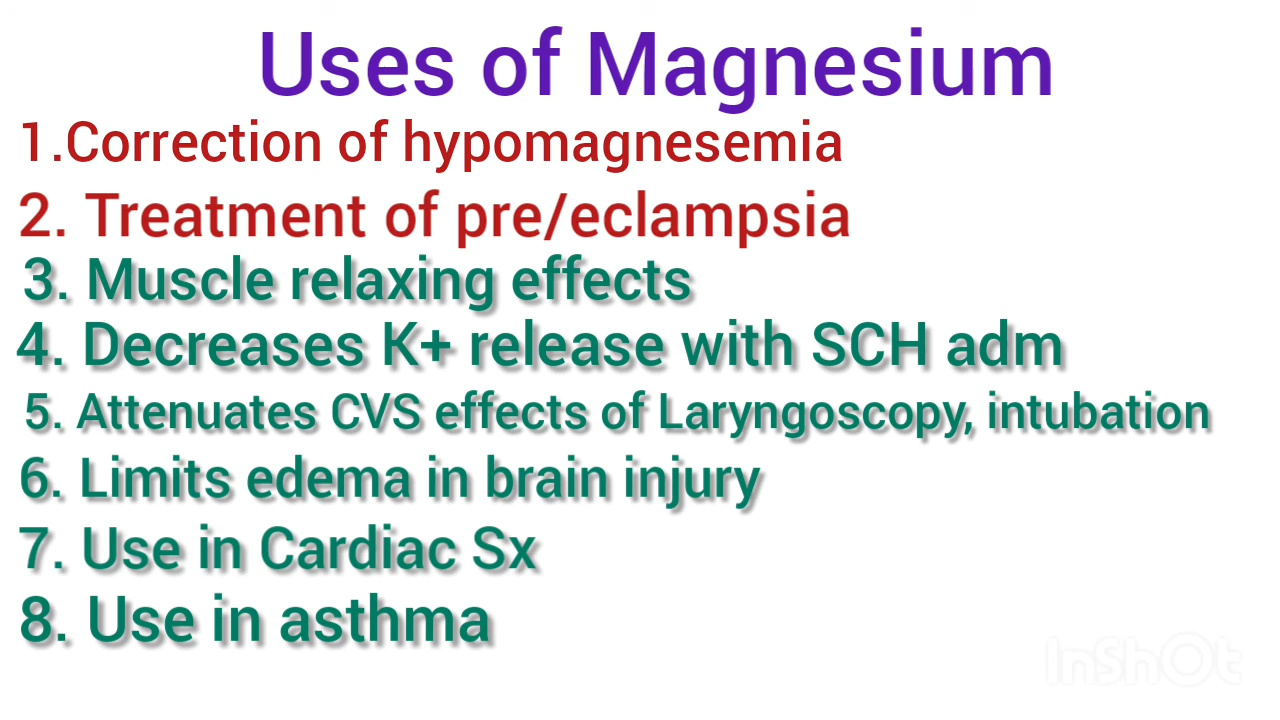 Uses of Magnesium
1.Correction of hypomagnesemia
2. Treatment of pre/eclampsia
3. Muscle relaxing effects
4. Decreases K+ release with SCH adm
5. Attenuates CVS effects of Laryngoscopy, intubation
6. Limits edema in brain injury
7. Use in Cardiac Sx
8. Use in asthma
InShOt